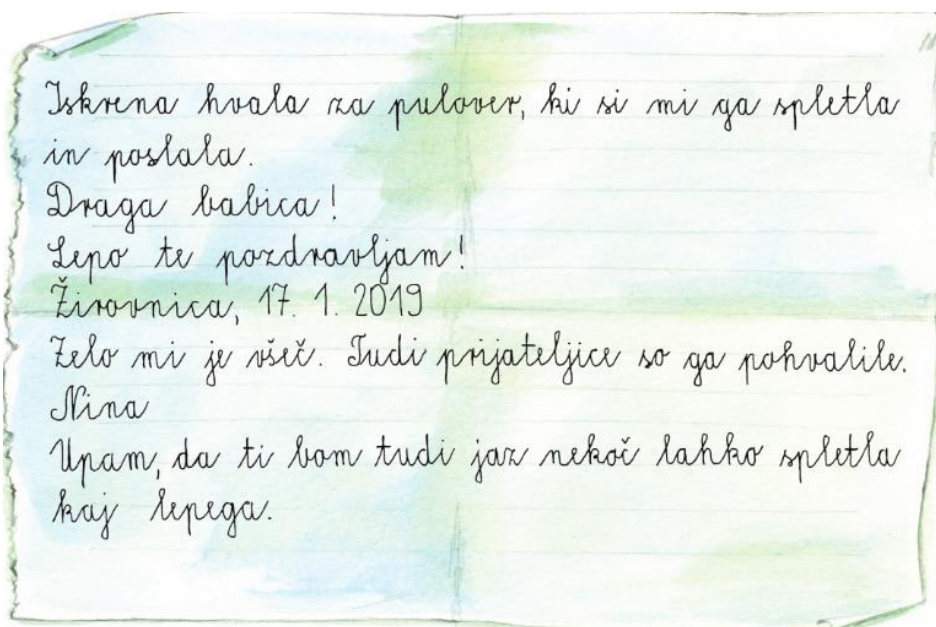 Iskrena hvala za pulover, ki si mi ga spletla
in poslala.
Draga babica!
Lepo te pozdravljam!
Žirovnica, 17. 1. 2019
Zelo mi je všeč. Tudi prijateljice so ga pohvalile.
Nina
Upam, da ti bom tudi jaz nekoč lahko spletla
kaj lepega.